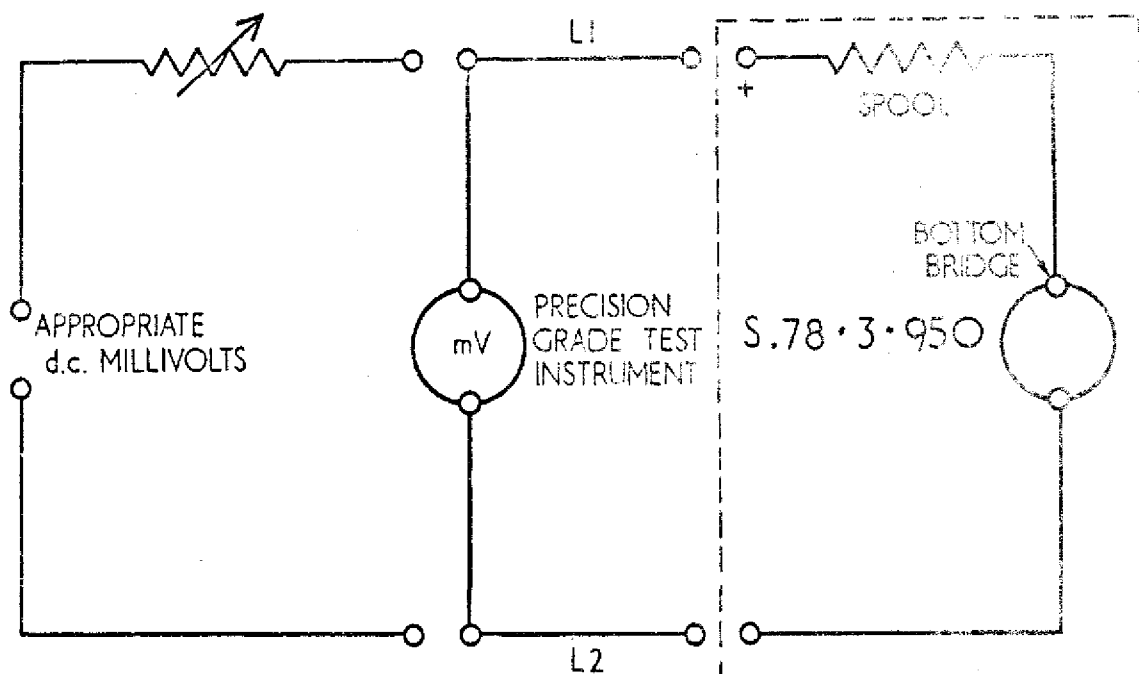 L1
+
SPOOL
BOTTOM
BRIDGE
APPROPRIATE
d.c. MILLIVOLTS
mV
PRECISION
GRADE TEST
INSTRUMENT
S.78·3·950
L2